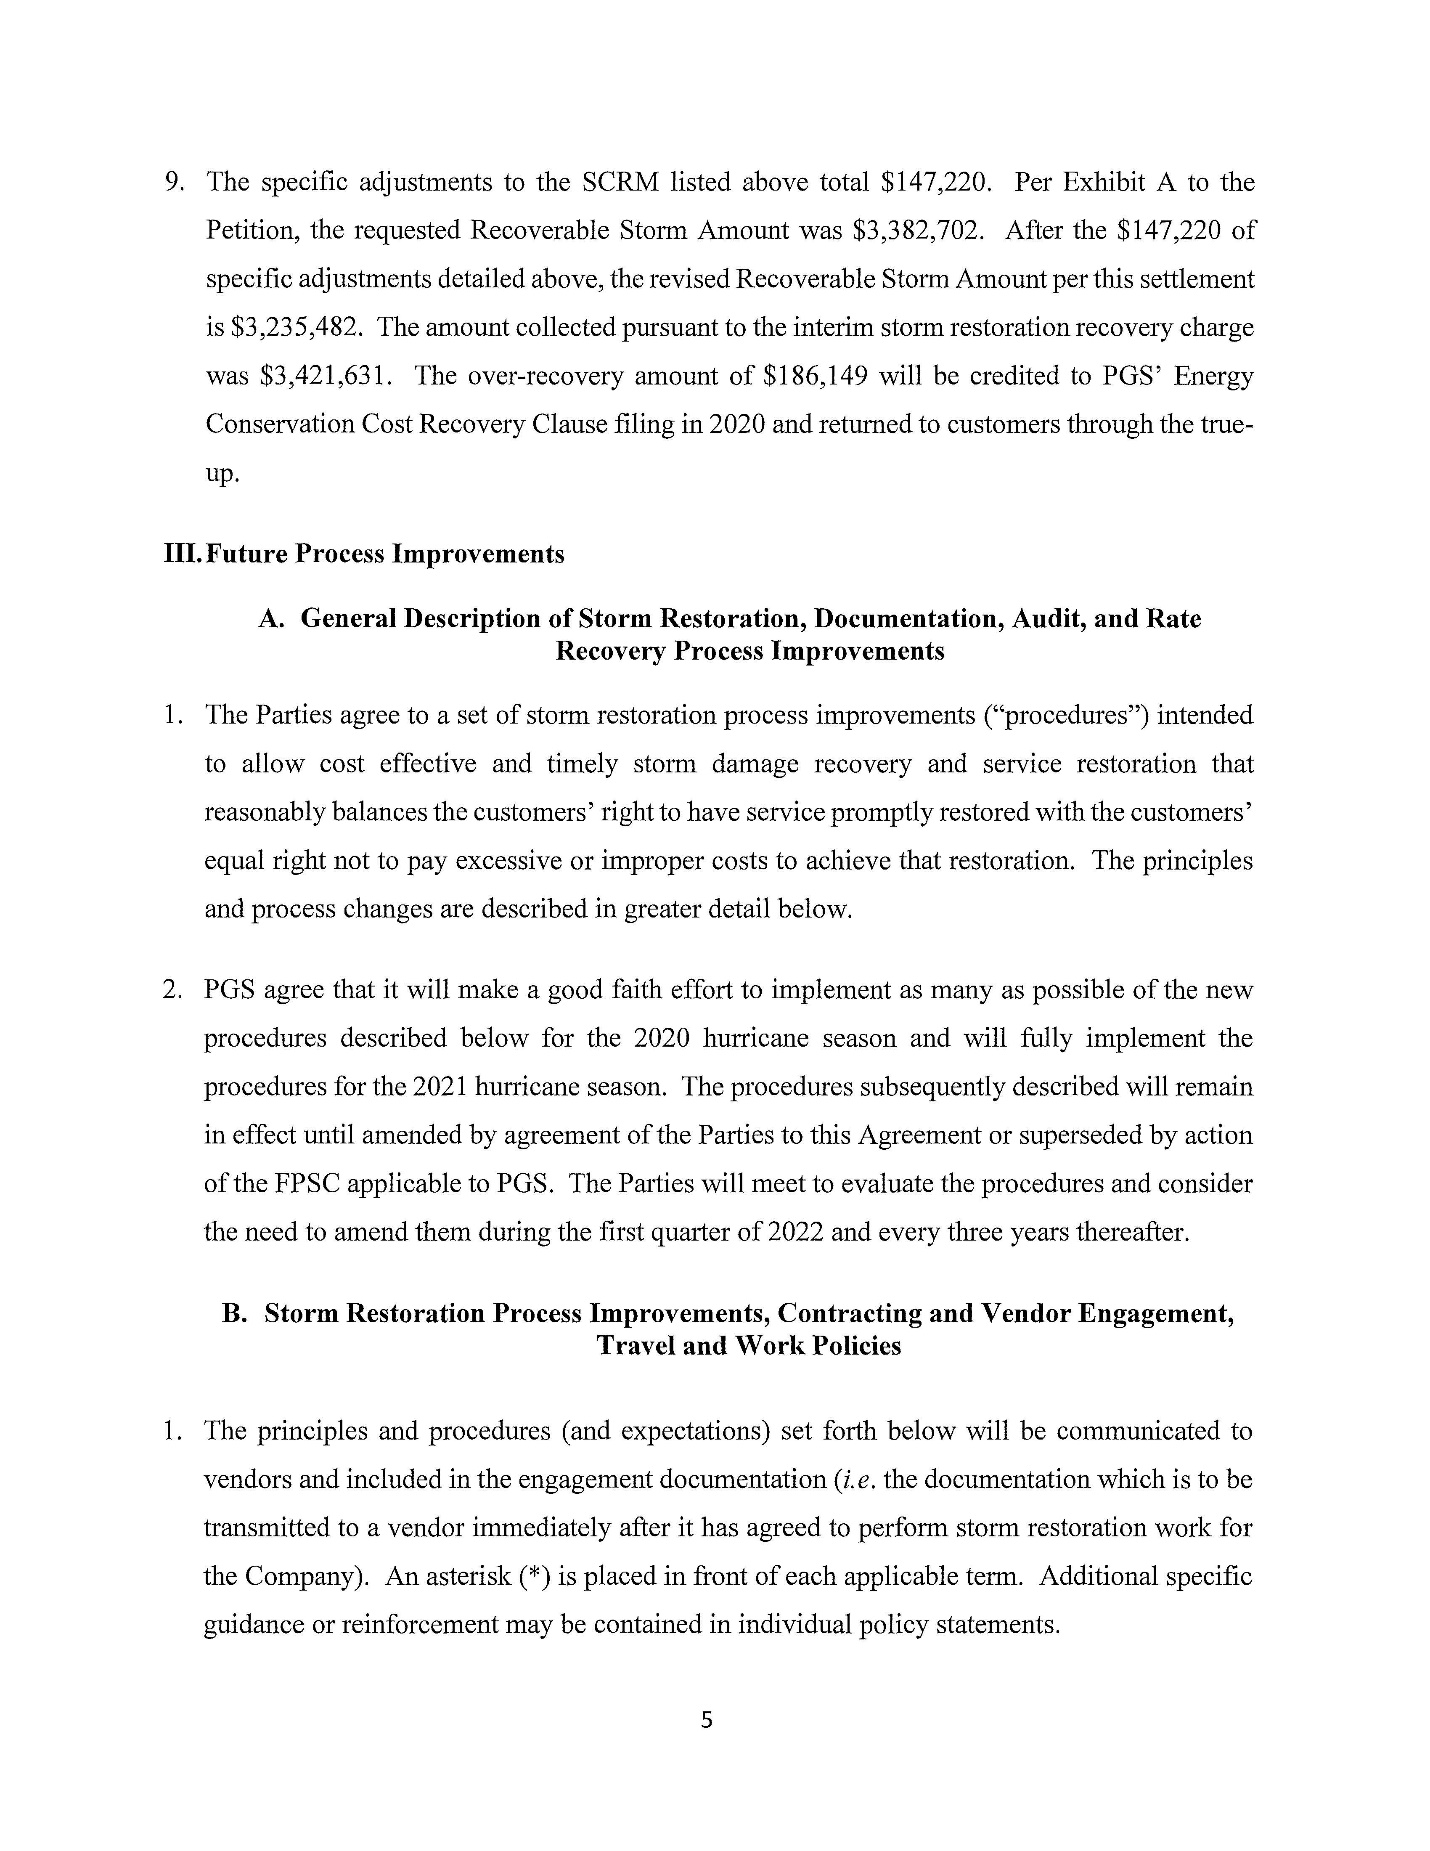 9. The specific adjustments to the SCRM listed above total $147,220. Per Exhibit A to the
Petition, the requested Recoverable Storm Amount was $3,382,702. After the $147,220 of
specific adjustments detailed above, the revised Recoverable Storm Amount per this settlement
is $3,235,482. The amount collected pursuant to the interim storm restoration recovery charge
was $3,421,631. The over-recovery amount of $186,149 will be credited to PGS’ Energy
Conservation Cost Recovery Clause filing in 2020 and returned to customers through the true-
up.
III. Future Process Improvements
A. General Description of Storm Restoration, Documentation, Audit, and Rate
Recovery Process Improvements
1. The Parties agree to a set of storm restoration process improvements (“procedures”) intended
to allow cost effective and timely storm damage recovery and service restoration that
reasonably balances the customers’ right to have service promptly restored with the customers’
equal right not to pay excessive or improper costs to achieve that restoration. The principles
and process changes are described in greater detail below.
2. PGS agree that it will make a good faith effort to implement as many as possible of the new
procedures described below for the 2020 hurricane season and will fully implement the
procedures for the 2021 hurricane season. The procedures subsequently described will remain
in effect until amended by agreement of the Parties to this Agreement or superseded by action
of the FPSC applicable to PGS. The Parties will meet to evaluate the procedures and consider
the need to amend them during the first quarter of 2022 and every three years thereafter.
B. Storm Restoration Process Improvements, Contracting and Vendor Engagement,
Travel and Work Policies
1. The principles and procedures (and expectations) set forth below will be communicated to
vendors and included in the engagement documentation (i.e. the documentation which is to be
transmitted to a vendor immediately after it has agreed to perform storm restoration work for
the Company). An asterisk (*) is placed in front of each applicable term. Additional specific
guidance or reinforcement may be contained in individual policy statements.
5